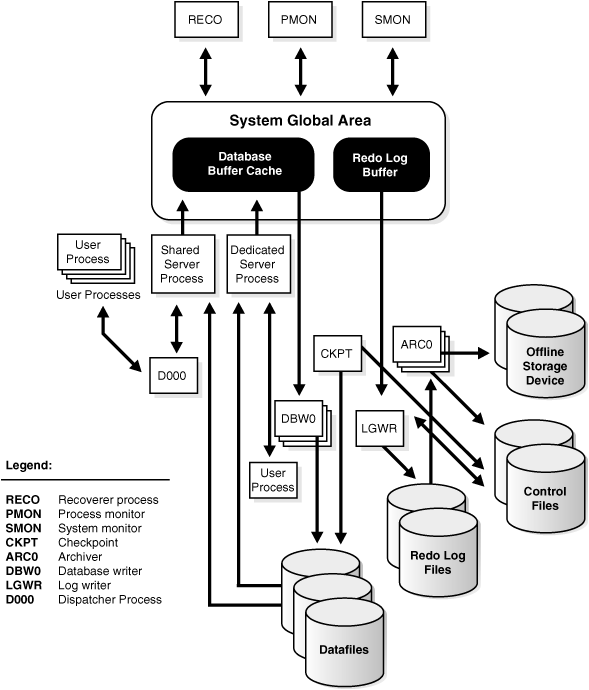 RECO
PMON
SMON
System Global Area
Database
Buffer Cache
Redo Log
Buffer
User
Process
User Processes
Shared
Server
Process
Dedicated
Server
Process
D000
CKPT
ARC0
Offline
Storage
Device
DBW0
LGWR
User
Process
Control
Files
Redo Log
Files
Datafiles
Legend:
RECO Recoverer process
PMON Process monitor
SMON System monitor
CKPT Checkpoint
ARC0 Archiver
DBW0 Database writer
LGWR Log writer
D000 Dispatcher Process